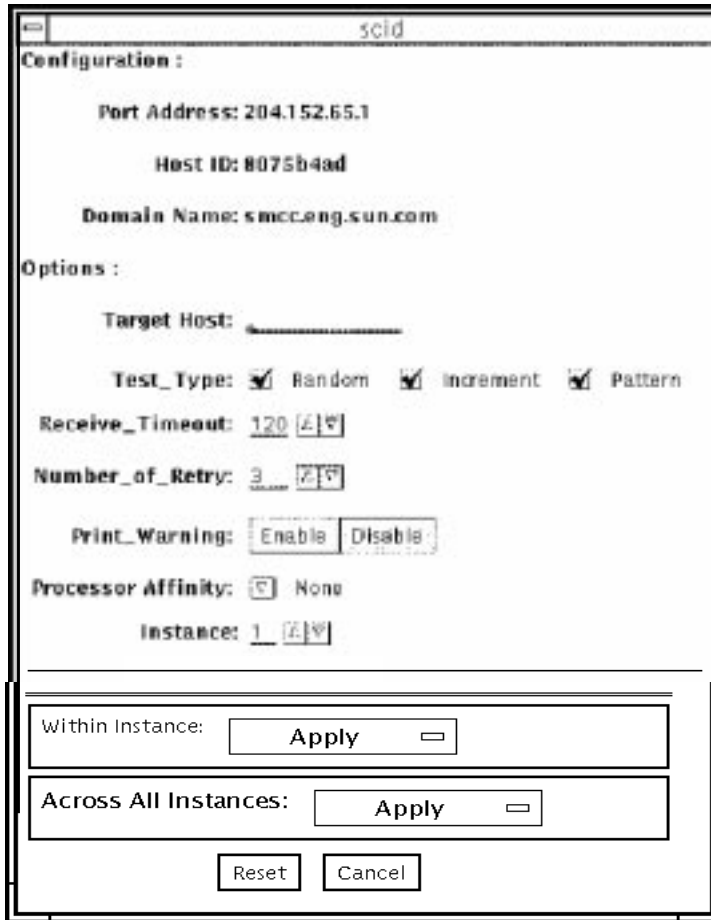 scid
Configuration :
Port Address: 204.152.65.1
Host ID: 8075b4ad
Domain Name: smcc.eng.sun.com
Options :
Target Host:
Test_Type: Random Increment Pattern
Receive_Timeout: 120
Number_of_Retry: 3
Print_Warning: Enable Disable
Processor Affinity: None
Instance: 1
Within Instance: Apply
Across All Instances: Apply
Reset Cancel